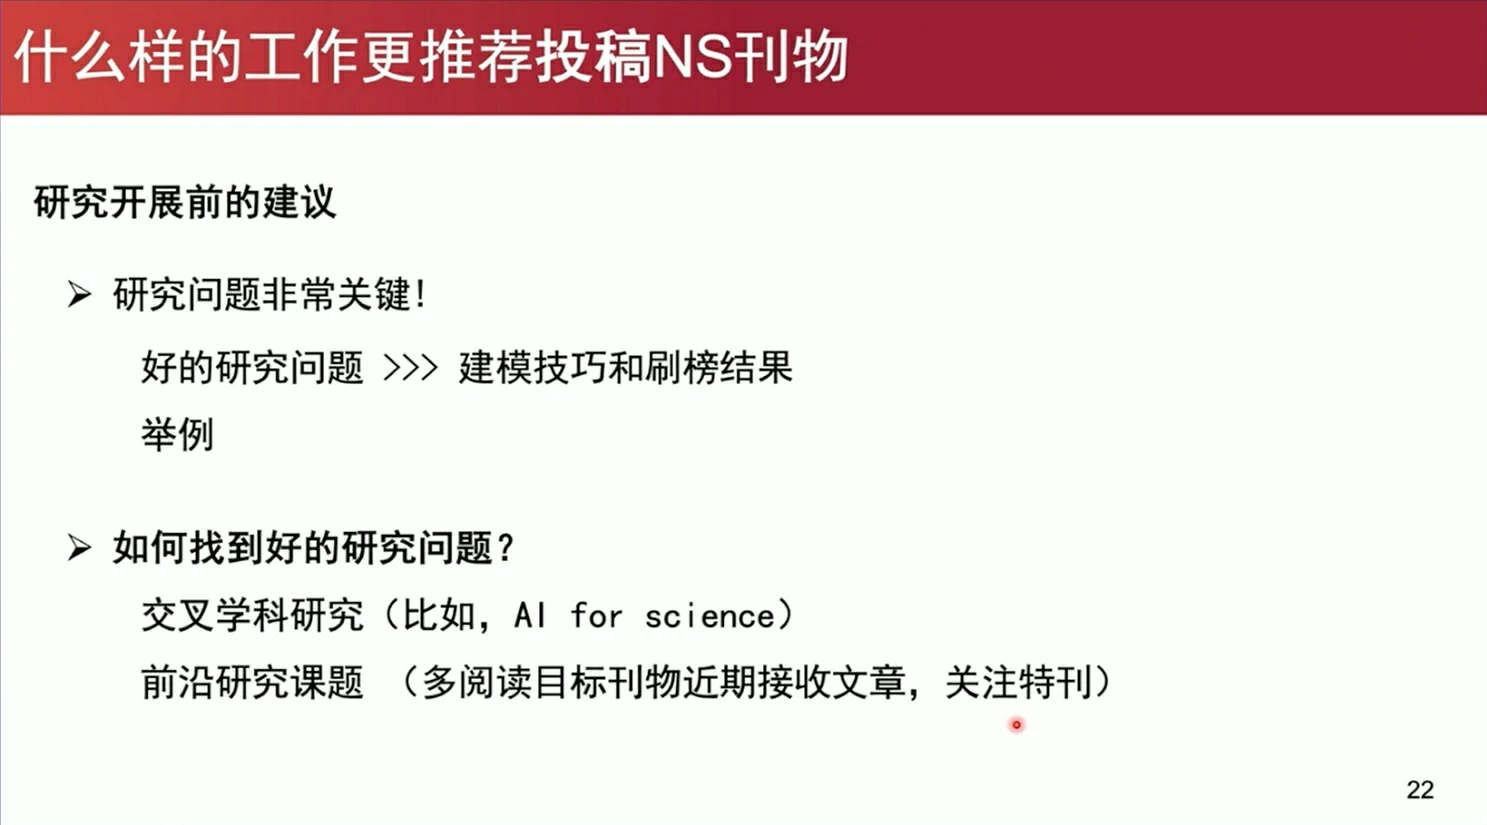 什么样的工作更推荐投稿NS刊物
研究开展前的建议
➢ 研究问题非常关键!
好的研究问题 >>> 建模技巧和刷榜结果
举例
➢ 如何找到好的研究问题?
交叉学科研究（比如，AI for science）
前沿研究课题 （多阅读目标刊物近期接收文章，关注特刊）
22